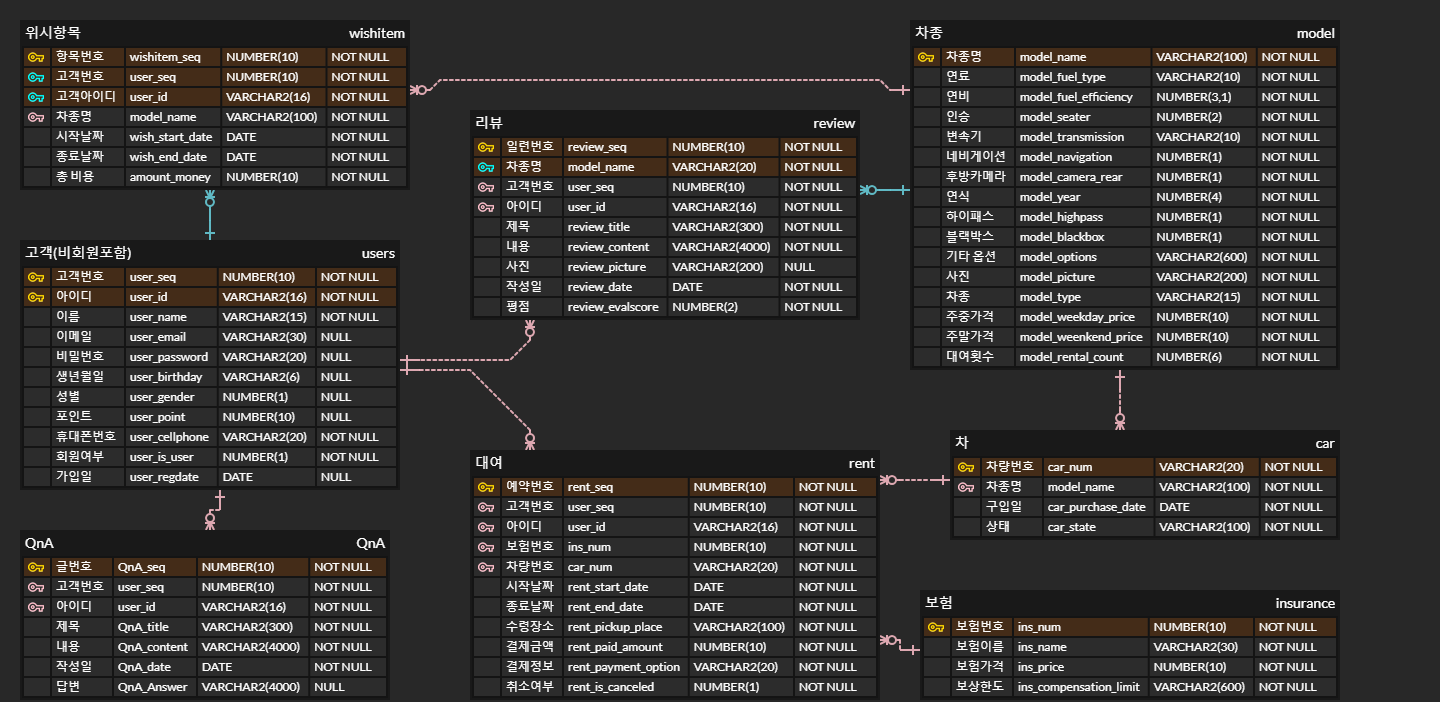 위시항목 wishitem
항목번호 wishitem_seq NUMBER(10) NOT NULL
고객번호 user_seq NUMBER(10) NOT NULL
고객아이디 user_id VARCHAR2(16) NOT NULL
차종명 model_name VARCHAR2(100) NOT NULL
시작날짜 wish_start_date DATE NOT NULL
종료날짜 wish_end_date DATE NOT NULL
총 비용 amount_money NUMBER(10) NOT NULL
고객(비회원포함) users
고객번호 user_seq NUMBER(10) NOT NULL
아이디 user_id VARCHAR2(16) NOT NULL
이름 user_name VARCHAR2(15) NOT NULL
이메일 user_email VARCHAR2(30) NULL
비밀번호 user_password VARCHAR2(20) NULL
생년월일 user_birthday VARCHAR2(6) NULL
성별 user_gender NUMBER(1) NULL
포인트 user_point NUMBER(10) NULL
휴대폰번호 user_cellphone VARCHAR2(20) NOT NULL
회원여부 user_is_user NUMBER(1) NOT NULL
가입일 user_regdate DATE NULL
QnA QnA
글번호 QnA_seq NUMBER(10) NOT NULL
고객번호 user_seq NUMBER(10) NOT NULL
아이디 user_id VARCHAR2(16) NOT NULL
제목 QnA_title VARCHAR2(300) NOT NULL
내용 QnA_content VARCHAR2(4000) NOT NULL
작성일 QnA_date DATE NOT NULL
답변 QnA_Answer VARCHAR2(4000) NULL
리뷰 review
일련번호 review_seq NUMBER(10) NOT NULL
차종명 model_name VARCHAR2(20) NOT NULL
고객번호 user_seq NUMBER(10) NOT NULL
아이디 user_id VARCHAR2(16) NOT NULL
제목 review_title VARCHAR2(300) NOT NULL
내용 review_content VARCHAR2(4000) NOT NULL
사진 review_picture VARCHAR2(200) NULL
작성일 review_date DATE NOT NULL
평점 review_evalscore NUMBER(2) NOT NULL
대여 rent
예약번호 rent_seq NUMBER(10) NOT NULL
고객번호 user_seq NUMBER(10) NOT NULL
아이디 user_id VARCHAR2(16) NOT NULL
보험번호 ins_num NUMBER(10) NOT NULL
차량번호 car_num VARCHAR2(20) NOT NULL
시작날짜 rent_start_date DATE NOT NULL
종료날짜 rent_end_date DATE NOT NULL
수령장소 rent_pickup_place VARCHAR2(100) NOT NULL
결제금액 rent_paid_amount NUMBER(10) NOT NULL
결제정보 rent_payment_option VARCHAR2(20) NOT NULL
취소여부 rent_is_canceled NUMBER(1) NOT NULL
차종 model
차종명 model_name VARCHAR2(100) NOT NULL
연료 model_fuel_type VARCHAR2(10) NOT NULL
연비 model_fuel_efficiency NUMBER(3,1) NOT NULL
인승 model_seater NUMBER(2) NOT NULL
변속기 model_transmission VARCHAR2(10) NOT NULL
네비게이션 model_navigation NUMBER(1) NOT NULL
후방카메라 model_camera_rear NUMBER(1) NOT NULL
연식 model_year NUMBER(4) NOT NULL
하이패스 model_highpass NUMBER(1) NOT NULL
블랙박스 model_blackbox NUMBER(1) NOT NULL
기타 옵션 model_options VARCHAR2(600) NOT NULL
사진 model_picture VARCHAR2(200) NOT NULL
차종 model_type VARCHAR2(15) NOT NULL
주중가격 model_weekday_price NUMBER(10) NOT NULL
주말가격 model_weenkend_price NUMBER(10) NOT NULL
대여횟수 model_rental_count NUMBER(6) NOT NULL
차 car
차량번호 car_num VARCHAR2(20) NOT NULL
차종명 model_name VARCHAR2(100) NOT NULL
구입일 car_purchase_date DATE NOT NULL
상태 car_state VARCHAR2(100) NOT NULL
보험 insurance
보험번호 ins_num NUMBER(10) NOT NULL
보험이름 ins_name VARCHAR2(30) NOT NULL
보험가격 ins_price NUMBER(10) NOT NULL
보상한도 ins_compensation_limit VARCHAR2(600) NOT NULL